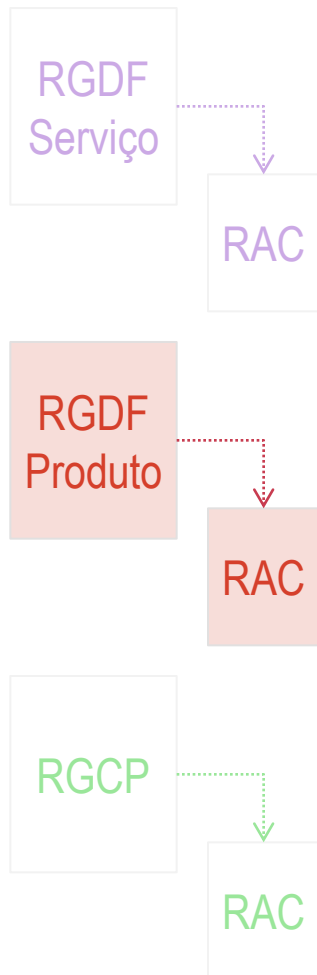 RGDF
Serviço
RAC
RGDF
Produto
RAC
RGCP
RAC